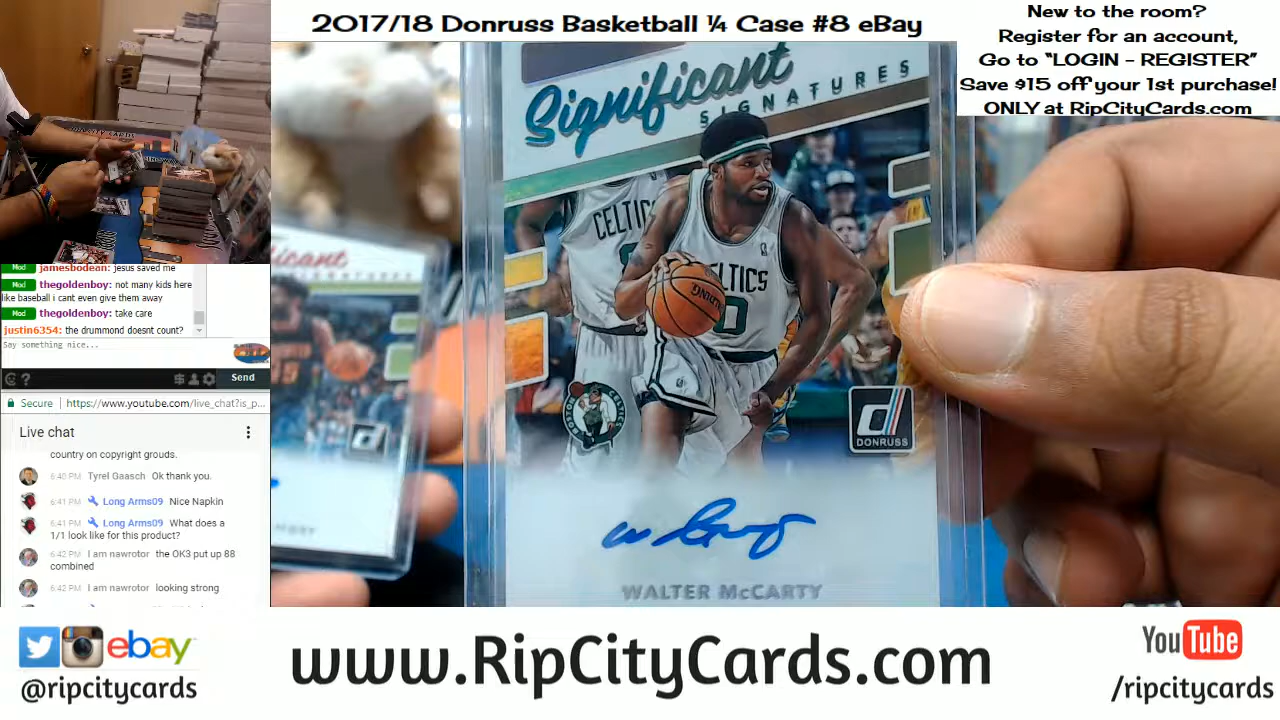 2017/18 Donruss Basketball ¼ Case #8 eBay
New to the room?
Register for an account,
Go to “LOGIN - REGISTER”
Save $15 off your 1st purchase!
ONLY at RipCityCards.com
Significant
SIGNATURES
CELTICS
0
SPALDING
DONRUSS
WALTER McCARTY
Mod jamesbodean: jesus saved me
Mod thegoldenboy: not many kids here
like baseball i cant even give them away
Mod thegoldenboy: take care
justin6354: the drummond doesnt count?
Say something nice...
Send
Secure https://www.youtube.com/live_chat?is_p...
Live chat
country on copyright grouds.
6:40 PM Tyrel Gaasch Ok thank you.
6:41 PM Long Arms09 Nice Napkin
6:41 PM Long Arms09 What does a
1/1 look like for this product?
6:42 PM I am nawrotor the OK3 put up 88
combined
6:42 PM I am nawrotor looking strong
ebay
@ripcitycards
www.RipCityCards.com
YouTube
/ripcitycards